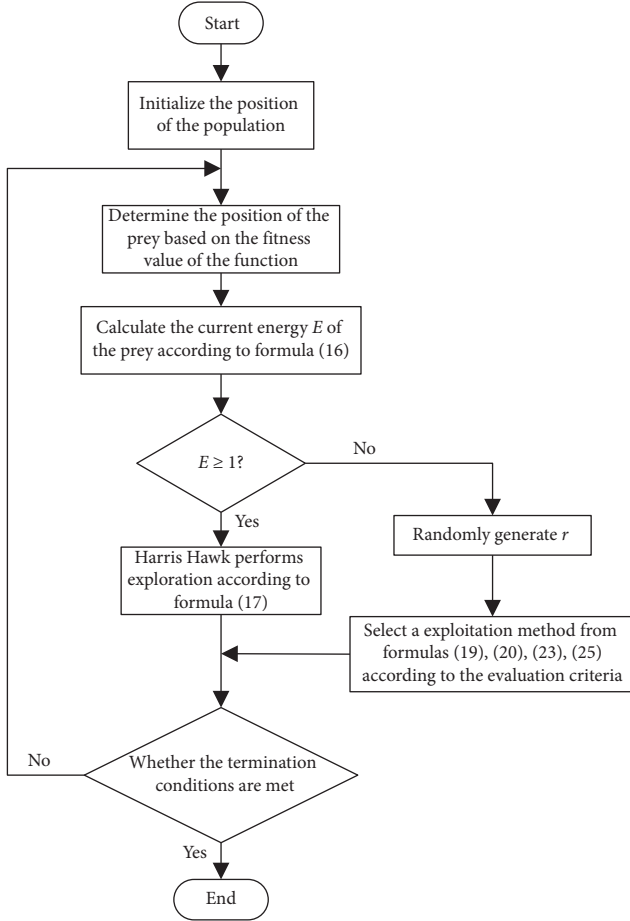 Start
Initialize the position
of the population
Determine the position of the
prey based on the fitness
value of the function
Calculate the current energy E of
the prey according to formula (16)
E ≥ 1?
No
Yes
Randomly generate r
Harris Hawk performs
exploration according to
formula (17)
Select a exploitation method from
formulas (19), (20), (23), (25)
according to the evaluation criteria
No
Whether the termination
conditions are met
Yes
End